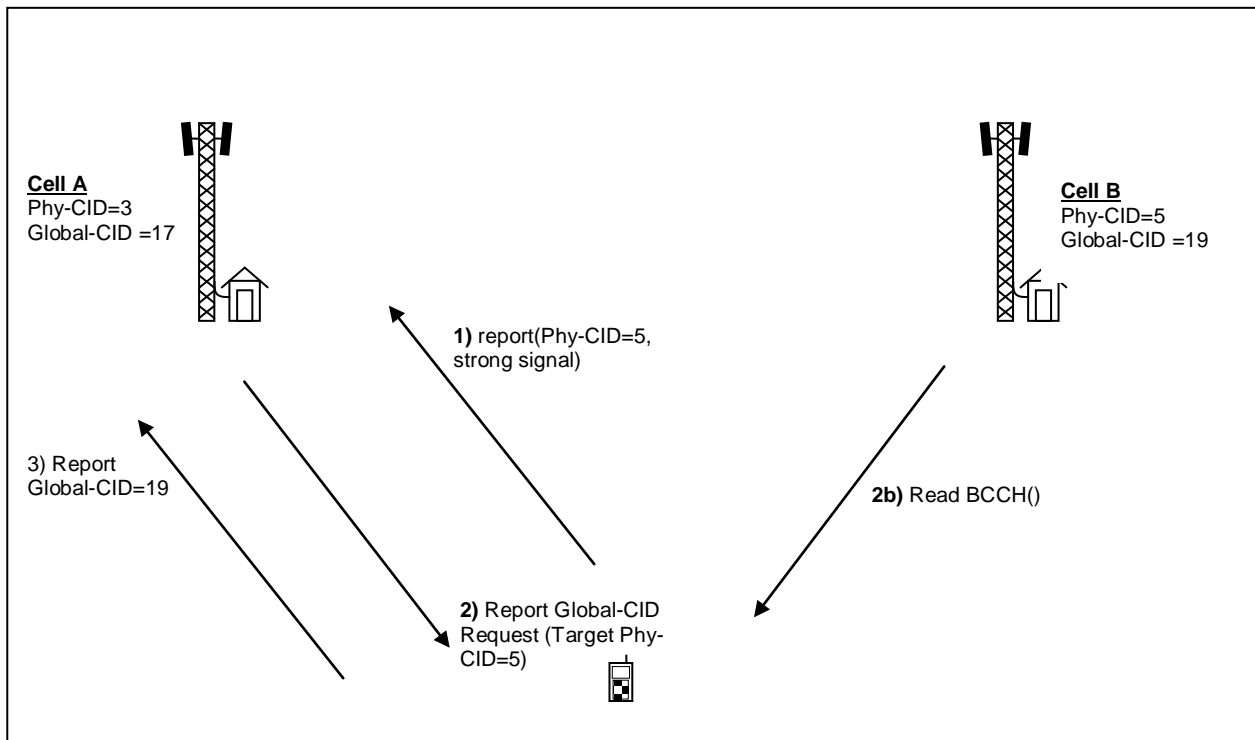 Cell A
Phy-CID=3
Global-CID =17
Cell B
Phy-CID=5
Global-CID =19
1) report(Phy-CID=5,
strong signal)
3) Report
Global-CID=19
2b) Read BCCH()
2) Report Global-CID
Request (Target Phy-
CID=5)